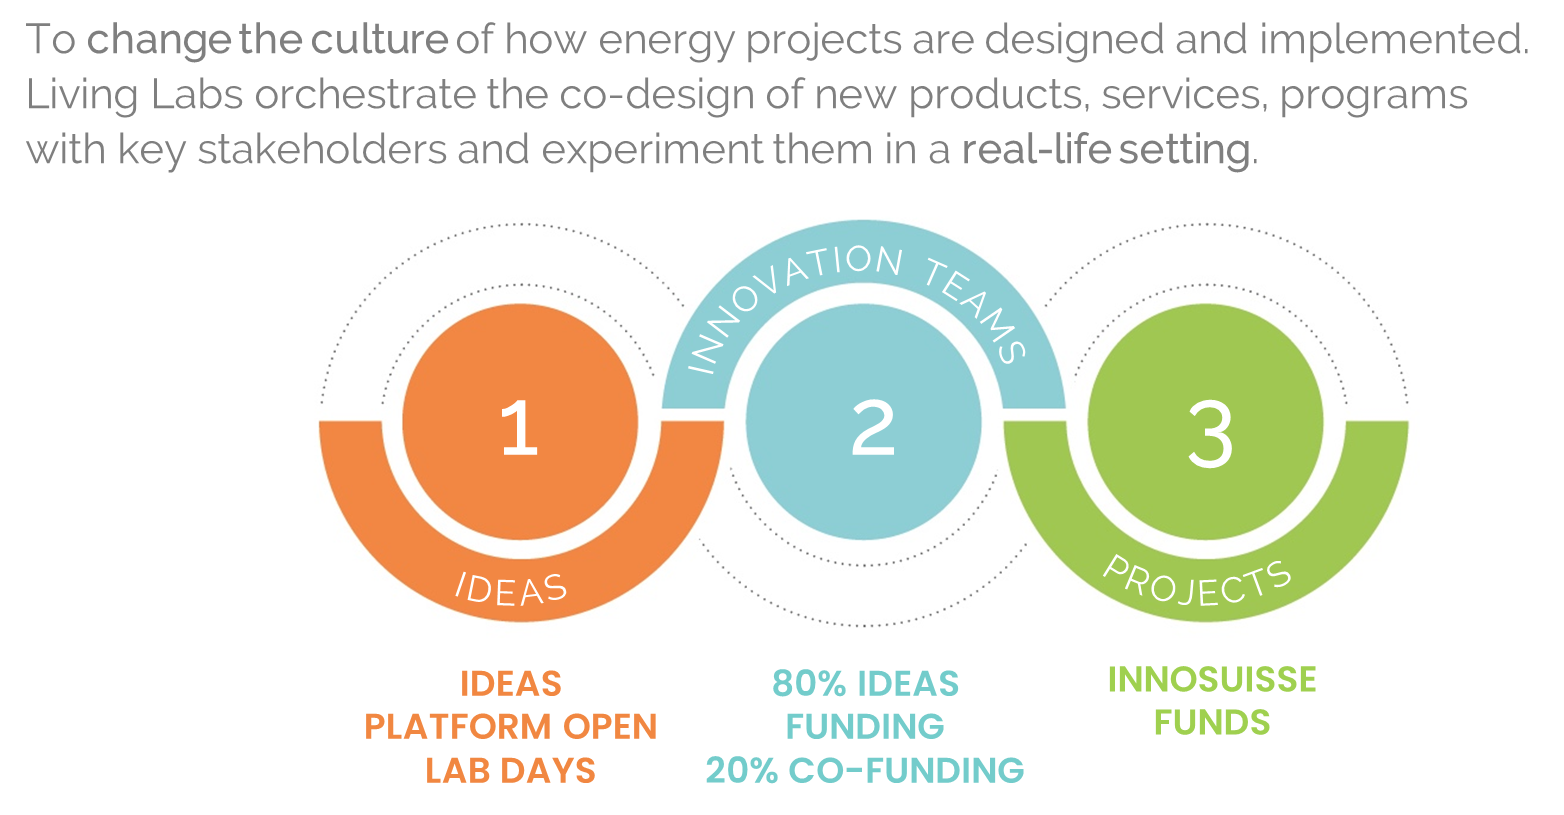 To change the culture of how energy projects are designed and implemented.
Living Labs orchestrate the co-design of new products, services, programs
with key stakeholders and experiment them in a real-life setting.
1
IDEAS
IDEAS
PLATFORM OPEN
LAB DAYS
INNOVATION TEAMS
2
80% IDEAS
FUNDING
20% CO-FUNDING
3
PROJECTS
INNOSUISSE
FUNDS